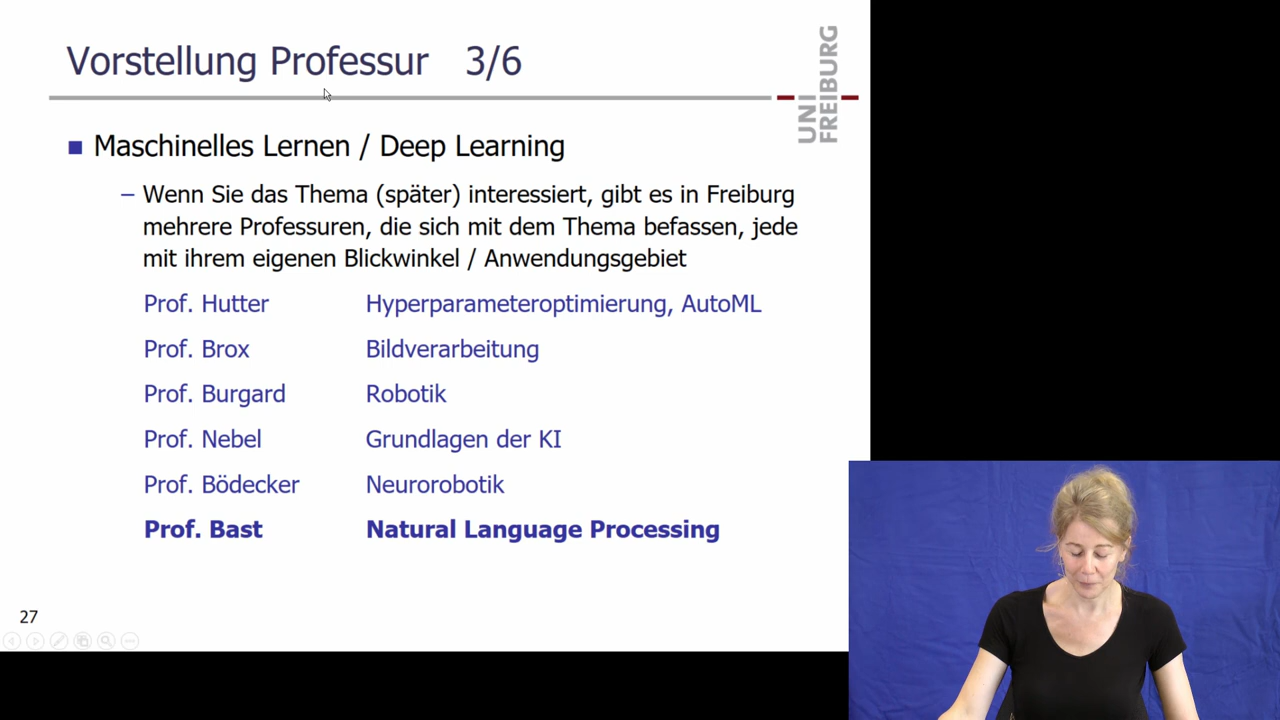 Vorstellung Professur 3/6
UNI
FREIBURG
Maschinelles Lernen / Deep Learning
– Wenn Sie das Thema (später) interessiert, gibt es in Freiburg
mehrere Professuren, die sich mit dem Thema befassen, jede
mit ihrem eigenen Blickwinkel / Anwendungsgebiet
Prof. Hutter Hyperparameteroptimierung, AutoML
Prof. Brox Bildverarbeitung
Prof. Burgard Robotik
Prof. Nebel Grundlagen der KI
Prof. Bödecker Neurorobotik
Prof. Bast Natural Language Processing
27